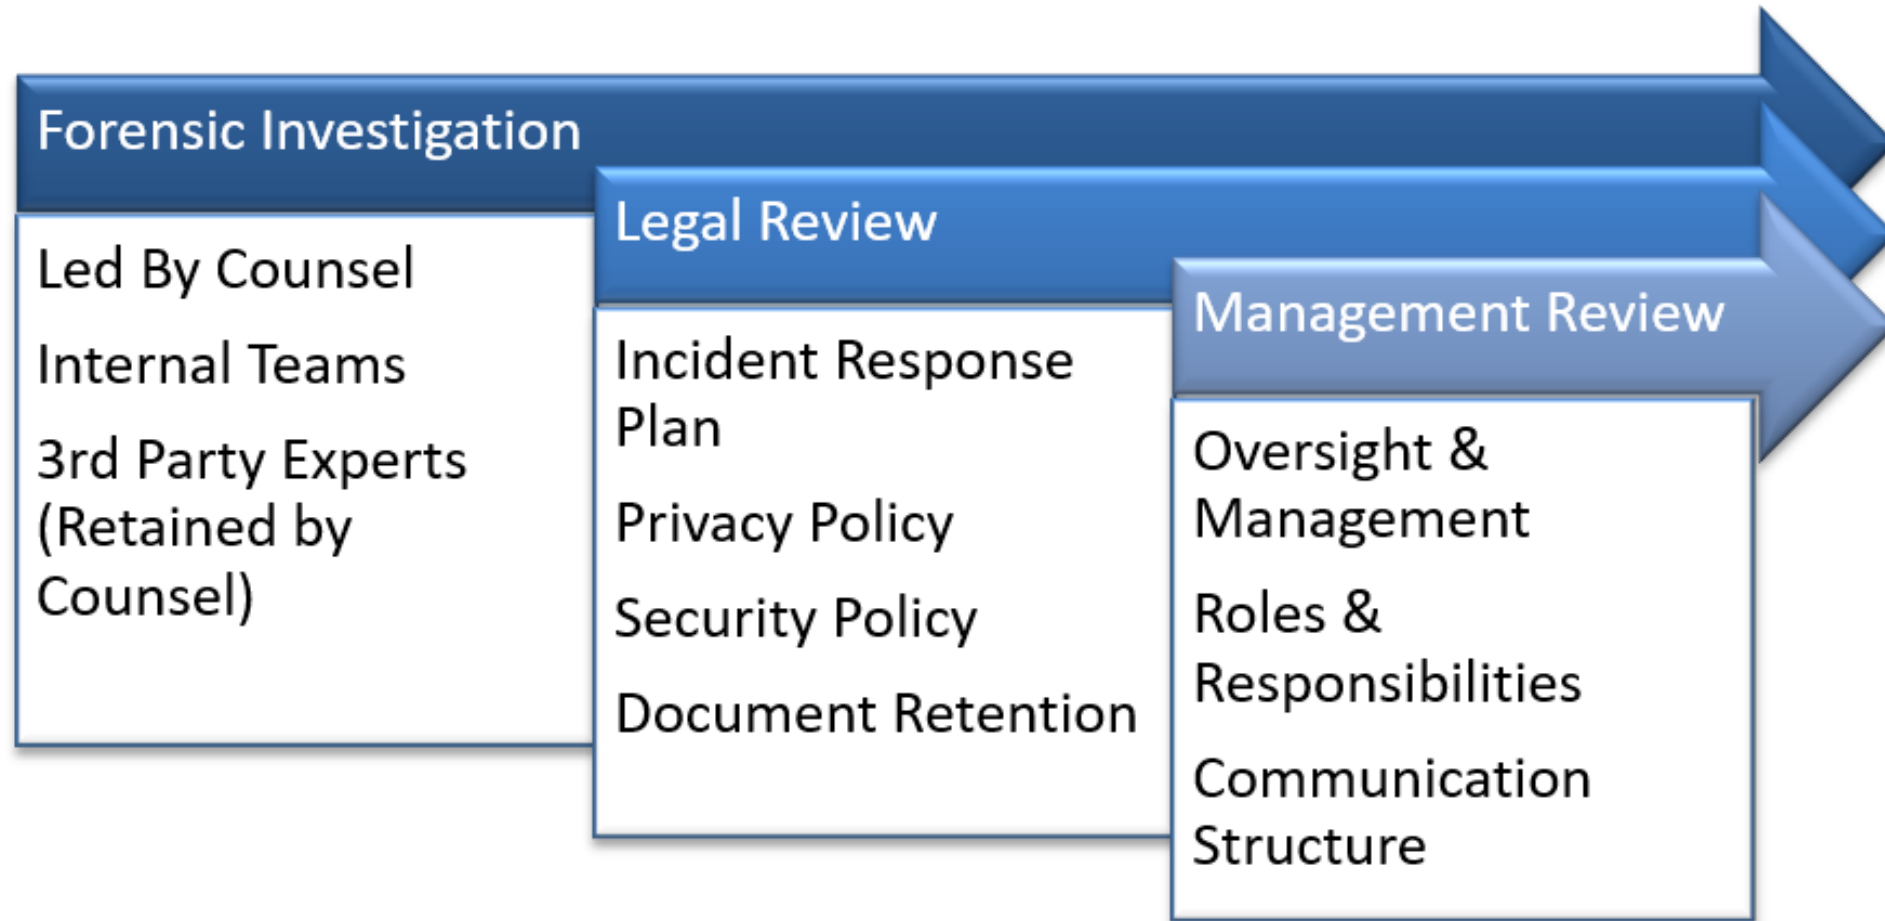 Forensic Investigation
Led By Counsel
Internal Teams
3rd Party Experts
(Retained by
Counsel)
Legal Review
Incident Response
Plan
Privacy Policy
Security Policy
Document Retention
Management Review
Oversight &
Management
Roles &
Responsibilities
Communication
Structure